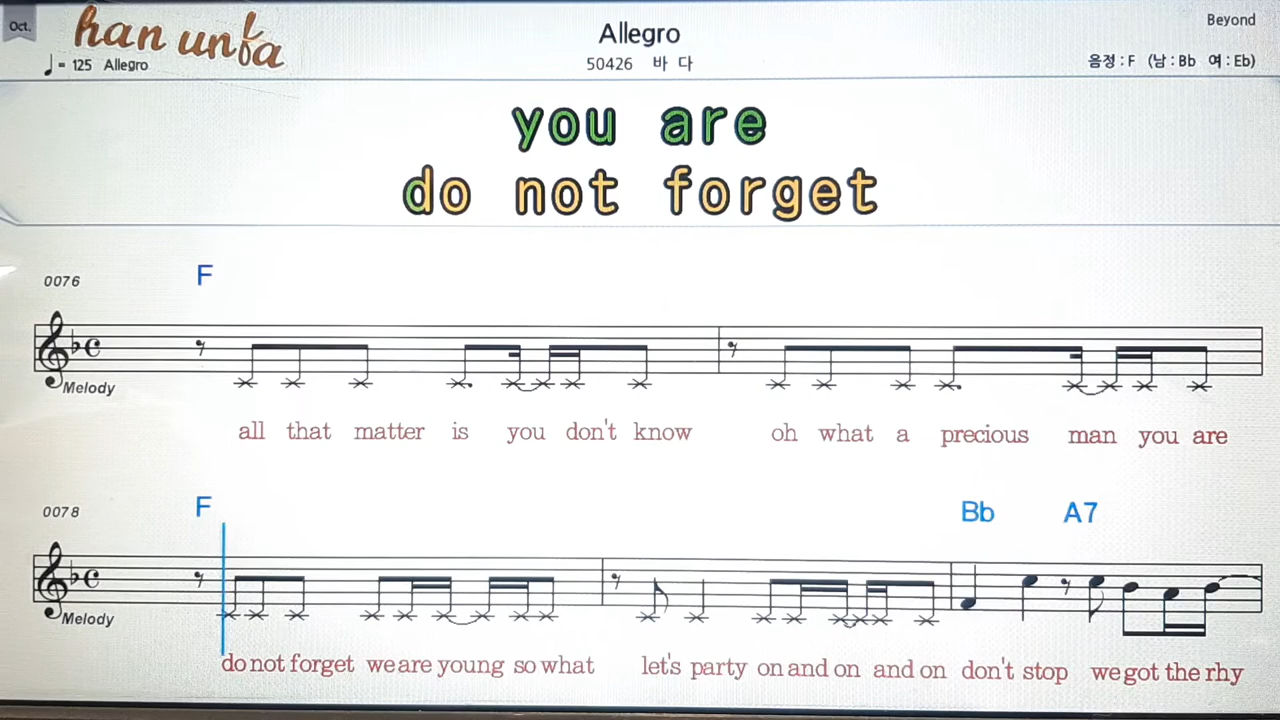 Oct.
han unba
Allegro
Beyond
♩= 125 Allegro
50426 바 다
음정 : F (남 : Bb 여 : Eb)
you are
do not forget
0076
F
Melody
all that matter is you don't know oh what a precious man you are
0078
F Bb A7
Melody
do not forget we are young so what let's party on and on and on don't stop we got the rhy